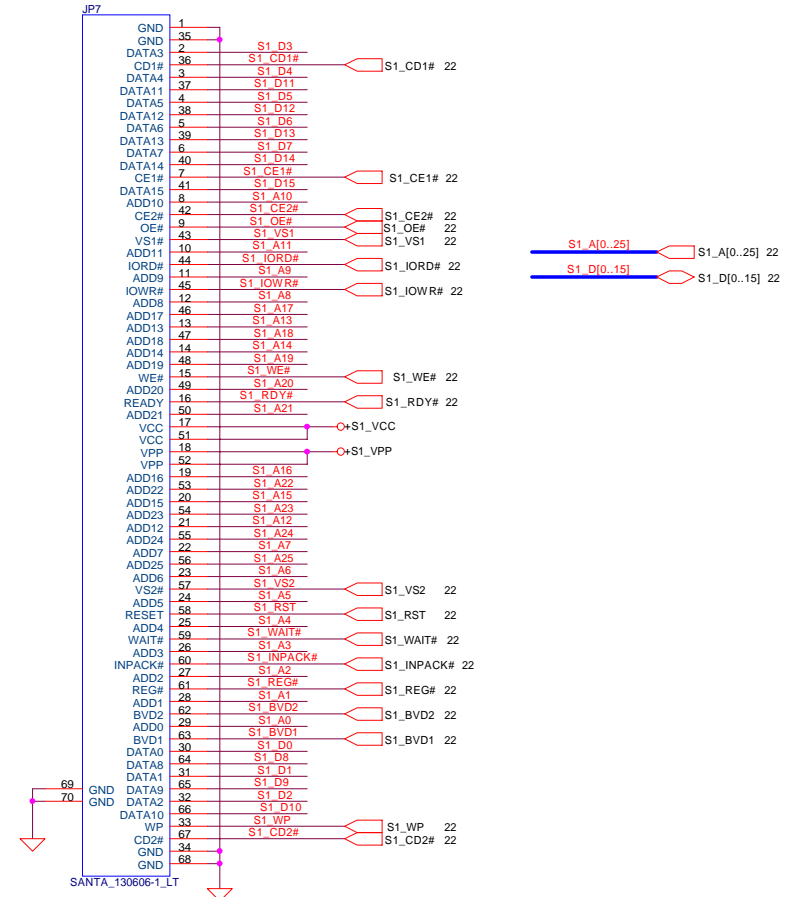 JP7
GND 1
GND 35
DATA3 2 S1_D3
CD1# 36 S1_CD1# S1_CD1# 22
DATA4 3 S1_D4
DATA11 37 S1_D11
DATA5 4 S1_D5
DATA12 38 S1_D12
DATA6 5 S1_D6
DATA13 39 S1_D13
DATA7 6 S1_D7
DATA14 40 S1_D14
CE1# 7 S1_CE1# S1_CE1# 22
DATA15 41 S1_D15
ADD10 8 S1_A10
CE2# 42 S1_CE2# S1_CE2# 22
OE# 9 S1_OE# S1_OE# 22
VS1# 43 S1_VS1 S1_VS1 22
ADD11 10 S1_A11 S1_A[0..25] S1_A[0..25] 22
IORD# 44 S1_IORD# S1_IORD# 22
ADD9 11 S1_A9 S1_D[0..15] S1_D[0..15] 22
IOWR# 45 S1_IOWR# S1_IOWR# 22
ADD8 12 S1_A8
ADD17 46 S1_A17
ADD13 13 S1_A13
ADD18 47 S1_A18
ADD14 14 S1_A14
ADD19 48 S1_A19
WE# 15 S1_WE# S1_WE# 22
ADD20 49 S1_A20
READY 16 S1_RDY# S1_RDY# 22
ADD21 50 S1_A21
VCC 17 +S1_VCC
VCC 51
VPP 18 +S1_VPP
VPP 52
ADD16 19 S1_A16
ADD22 53 S1_A22
ADD15 20 S1_A15
ADD23 54 S1_A23
ADD12 21 S1_A12
ADD24 55 S1_A24
ADD7 22 S1_A7
ADD25 56 S1_A25
ADD6 23 S1_A6
VS2# 57 S1_VS2 S1_VS2 22
ADD5 24 S1_A5
RESET 58 S1_RST S1_RST 22
ADD4 25 S1_A4
WAIT# 59 S1_WAIT# S1_WAIT# 22
ADD3 26 S1_A3
INPACK# 60 S1_INPACK# S1_INPACK# 22
ADD2 27 S1_A2
REG# 61 S1_REG# S1_REG# 22
ADD1 28 S1_A1
BVD2 62 S1_BVD2 S1_BVD2 22
ADD0 29 S1_A0
BVD1 63 S1_BVD1 S1_BVD1 22
DATA0 30 S1_D0
DATA8 64 S1_D8
DATA1 31 S1_D1
69 GND DATA9 65 S1_D9
70 GND DATA2 32 S1_D2
DATA10 66 S1_D10
WP 33 S1_WP S1_WP 22
CD2# 67 S1_CD2# S1_CD2# 22
GND 34
GND 68
SANTA_130606-1_LT